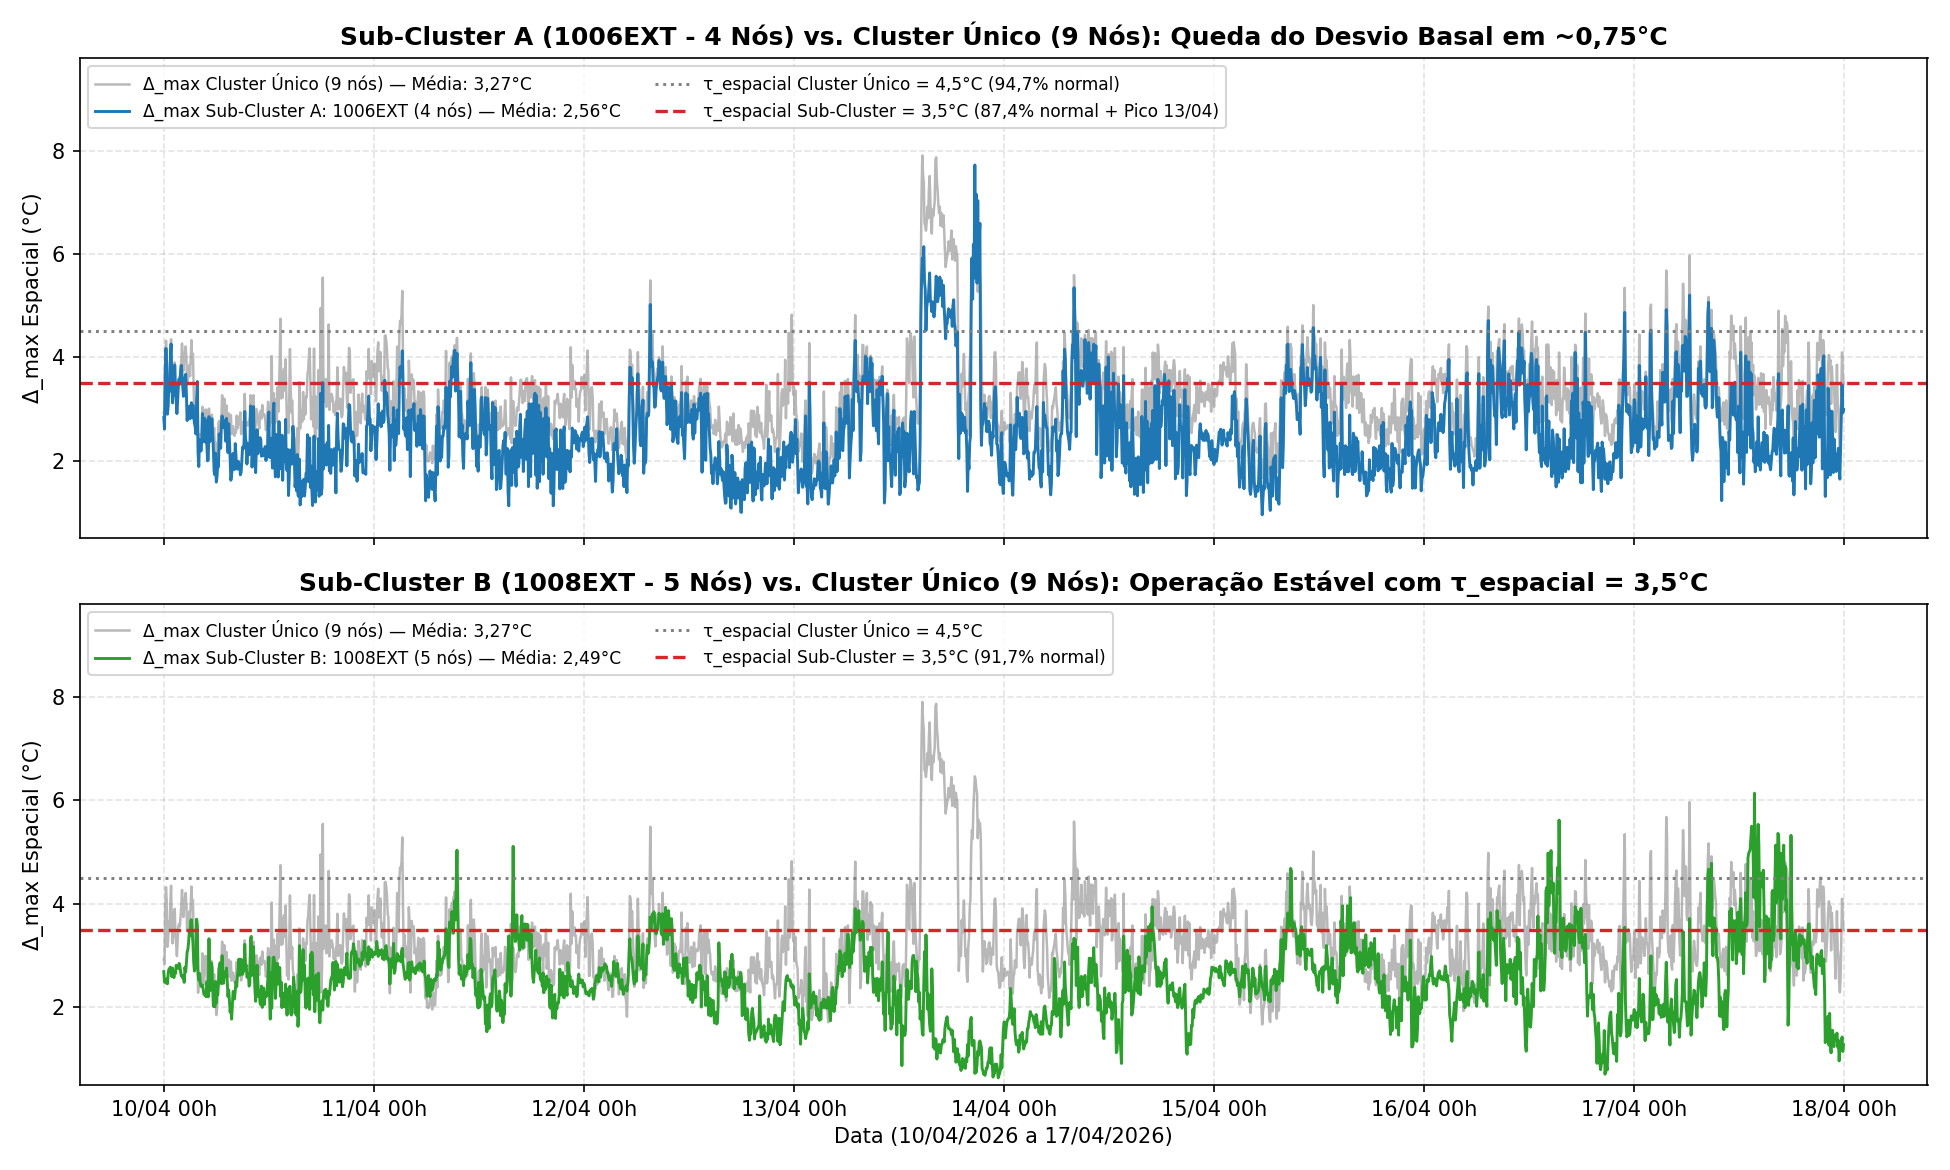 Sub-Cluster A (1006EXT - 4 Nós) vs. Cluster Único (9 Nós): Queda do Desvio Basal em ~0,75°C
Δ_max Cluster Único (9 nós) — Média: 3,27°C
Δ_max Sub-Cluster A: 1006EXT (4 nós) — Média: 2,56°C
τ_espacial Cluster Único = 4,5°C (94,7% normal)
τ_espacial Sub-Cluster = 3,5°C (87,4% normal + Pico 13/04)
Δ_max Espacial (°C)
8
6
4
2
Sub-Cluster B (1008EXT - 5 Nós) vs. Cluster Único (9 Nós): Operação Estável com τ_espacial = 3,5°C
Δ_max Cluster Único (9 nós) — Média: 3,27°C
Δ_max Sub-Cluster B: 1008EXT (5 nós) — Média: 2,49°C
τ_espacial Cluster Único = 4,5°C
τ_espacial Sub-Cluster = 3,5°C (91,7% normal)
Δ_max Espacial (°C)
8
6
4
2
10/04 00h 11/04 00h 12/04 00h 13/04 00h 14/04 00h 15/04 00h 16/04 00h 17/04 00h 18/04 00h
Data (10/04/2026 a 17/04/2026)